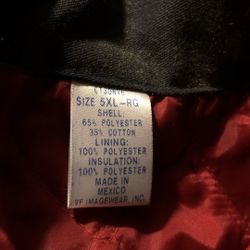 SIZE 5XL-RG
SHELL:
65% POLYESTER
35% COTTON
LINING:
100% POLYESTER
INSULATION:
100% POLYESTER
MADE IN
MEXICO
VF IMAGEWEAR, INC.